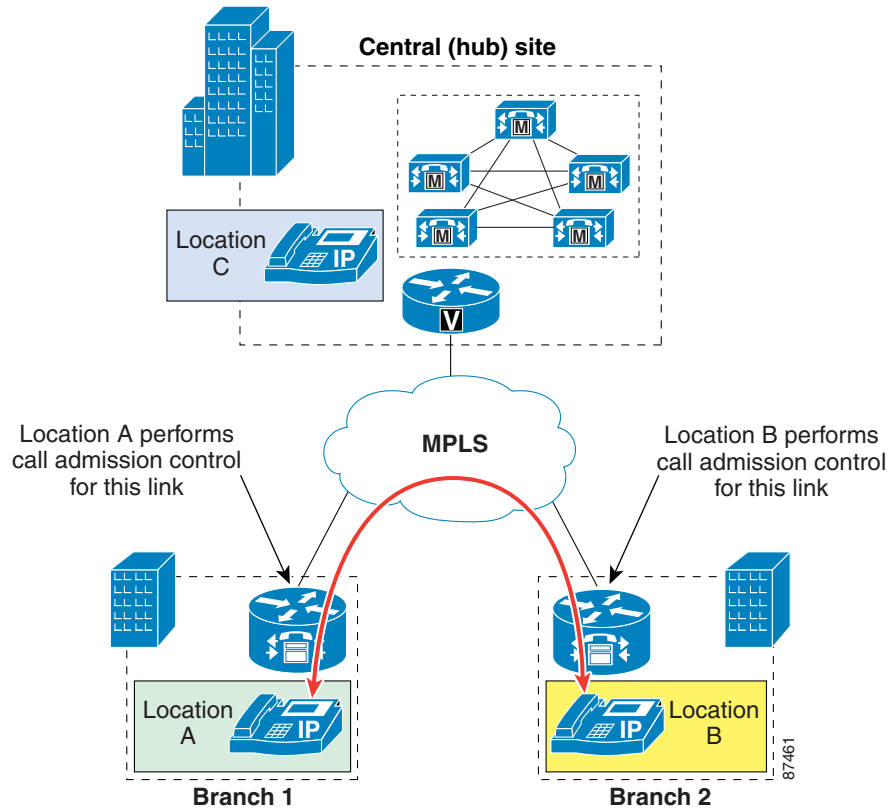 Central (hub) site
M
M
M
M
M
Location
C
IP
V
MPLS
Location A performs
call admission control
for this link
Location B performs
call admission control
for this link
Location
A
IP
IP
Location
B
87461
Branch 1
Branch 2